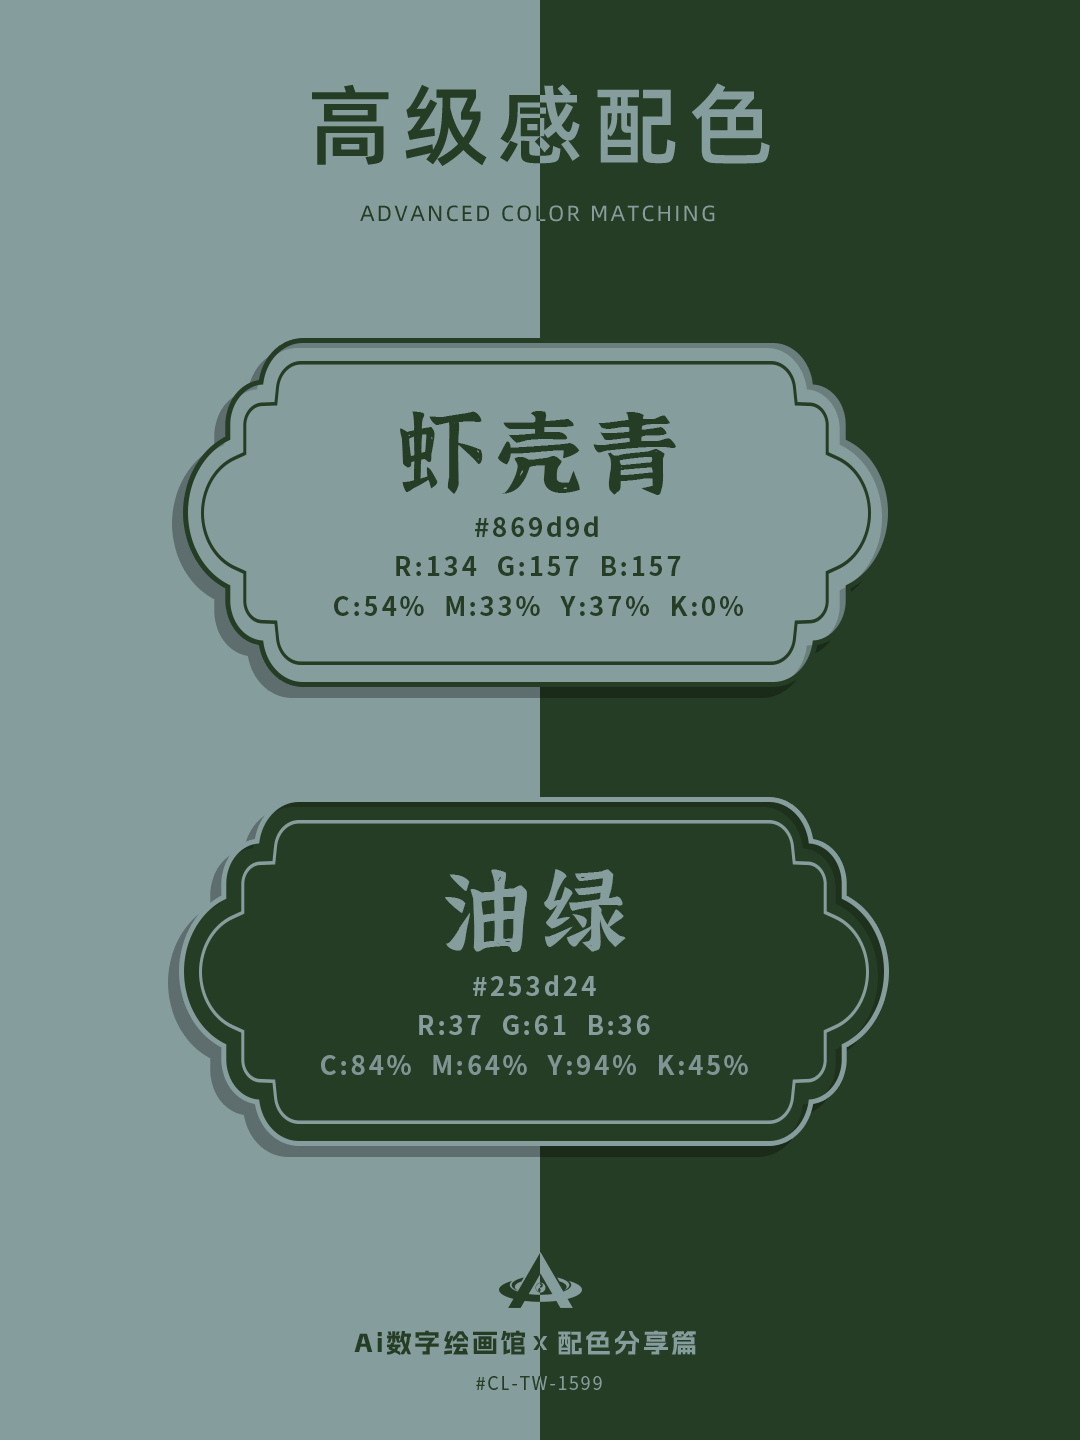 高级感配色
ADVANCED COLOR MATCHING
虾壳青
#869d9d
R:134 G:157 B:157
C:54% M:33% Y:37% K:0%
油绿
#253d24
R:37 G:61 B:36
C:84% M:64% Y:94% K:45%
Ai数字绘画馆 x 配色分享篇
#CL-TW-1599